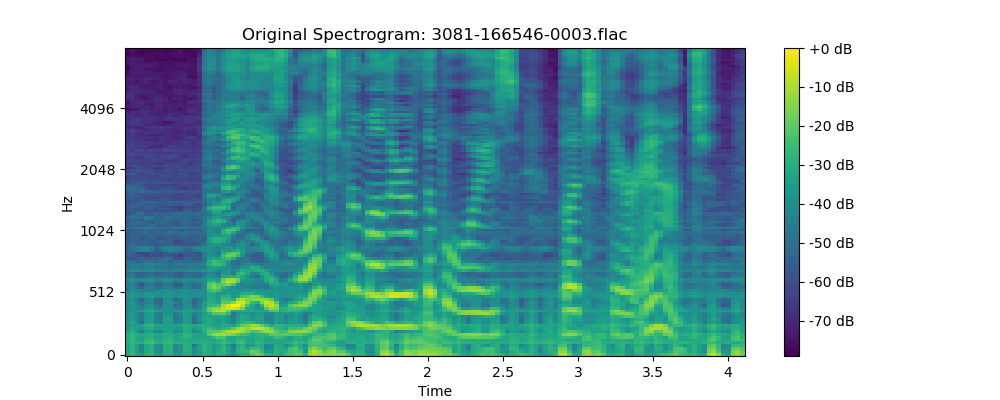 Original Spectrogram: 3081-166546-0003.flac
+0 dB
-10 dB
-20 dB
-30 dB
-40 dB
-50 dB
-60 dB
-70 dB
4096
2048
1024
512
0
Hz
0 0.5 1 1.5 2 2.5 3 3.5 4
Time